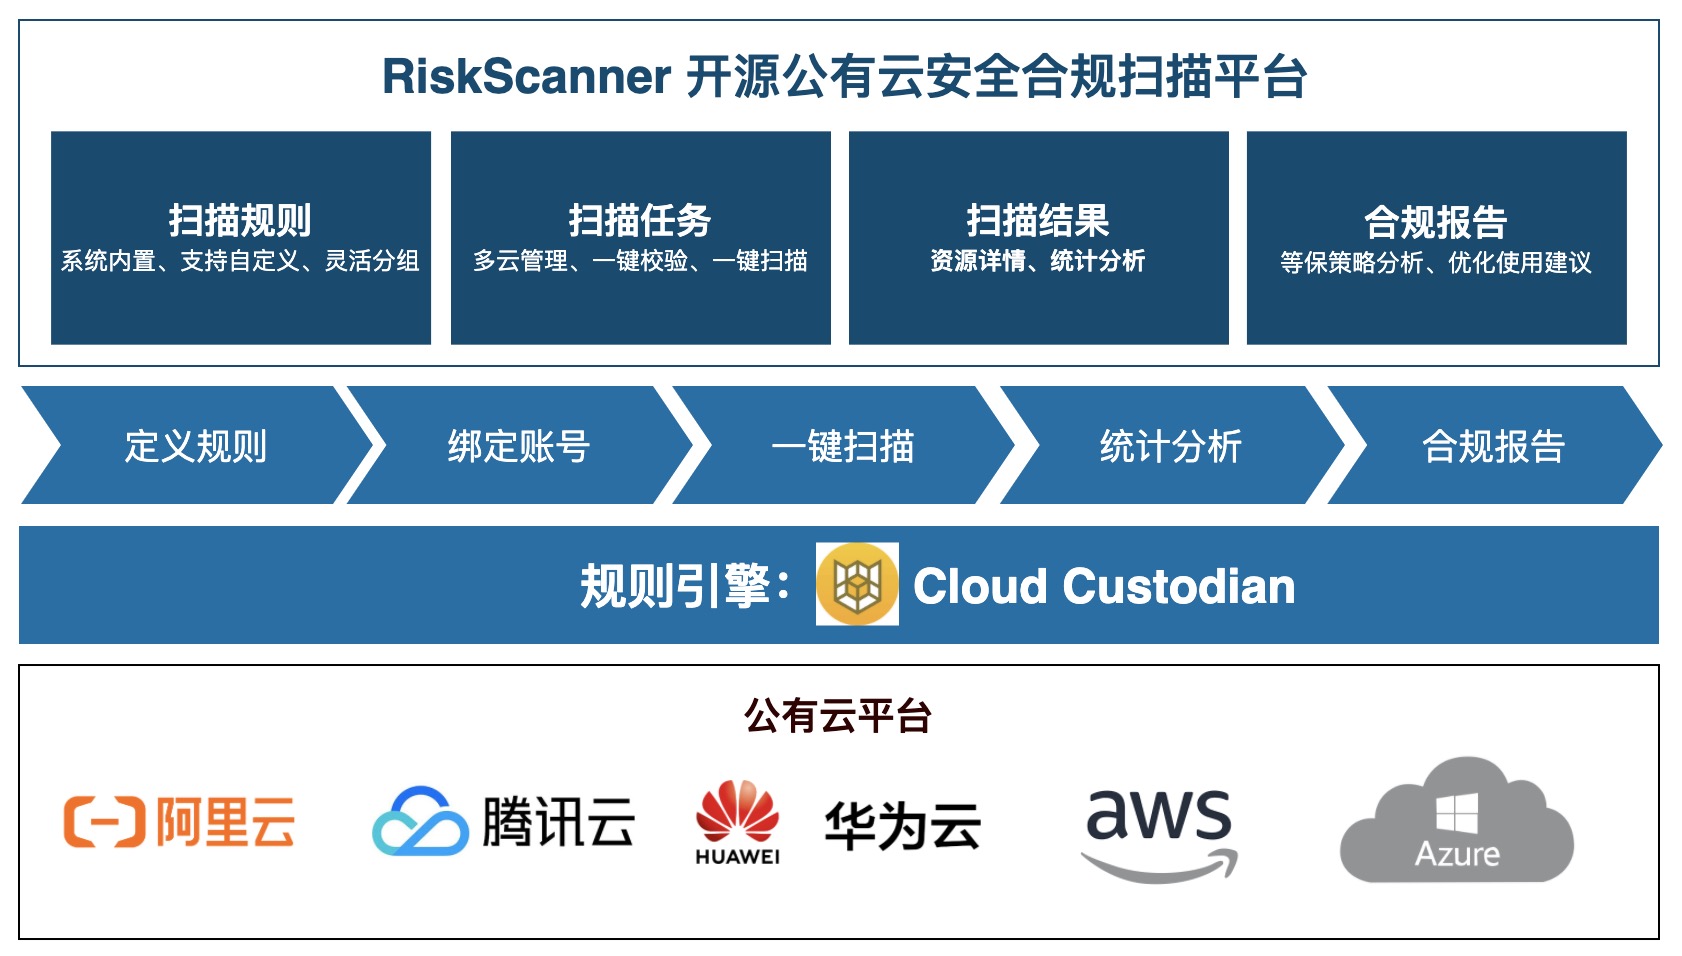 RiskScanner 开源公有云安全合规扫描平台
扫描规则
系统内置、支持自定义、灵活分组
扫描任务
多云管理、一键校验、一键扫描
扫描结果
资源详情、统计分析
合规报告
等保策略分析、优化使用建议
定义规则
绑定账号
一键扫描
统计分析
合规报告
规则引擎：Cloud Custodian
公有云平台
阿里云
腾讯云
HUAWEI
华为云
aws
Azure